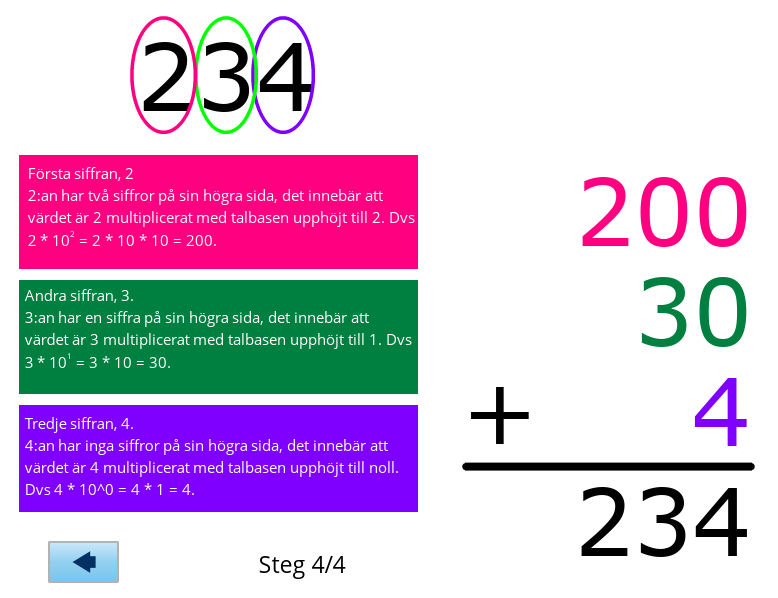 234
Första siffran, 2
2:an har två siffror på sin högra sida, det innebär att
värdet är 2 multiplicerat med talbasen upphöjt till 2. Dvs
2 * 10² = 2 * 10 * 10 = 200.
Andra siffran, 3.
3:an har en siffra på sin högra sida, det innebär att
värdet är 3 multiplicerat med talbasen upphöjt till 1. Dvs
3 * 10¹ = 3 * 10 = 30.
Tredje siffran, 4.
4:an har inga siffror på sin högra sida, det innebär att
värdet är 4 multiplicerat med talbasen upphöjt till noll.
Dvs 4 * 10^0 = 4 * 1 = 4.
200
30
+ 4
234
Steg 4/4